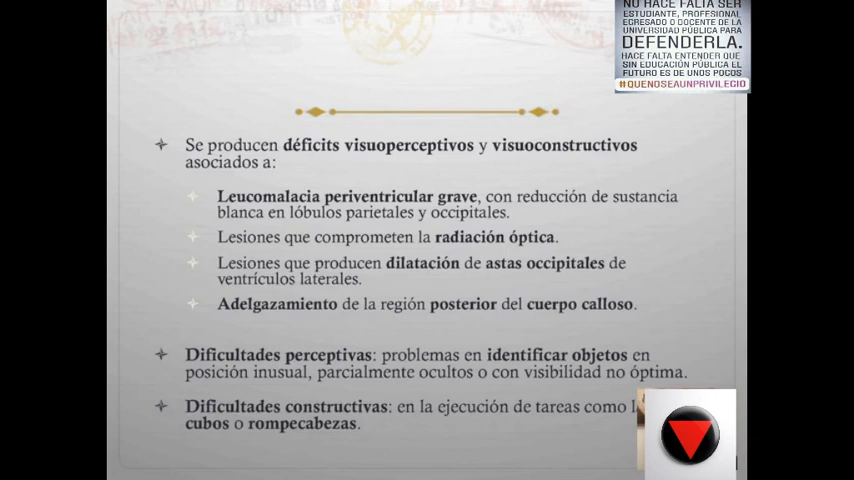 NO HACE FALTA SER
ESTUDIANTE, PROFESIONAL
EGRESADO O DOCENTE DE LA
UNIVERSIDAD PÚBLICA PARA
DEFENDERLA.
HACE FALTA ENTENDER QUE
SIN EDUCACIÓN PÚBLICA EL
FUTURO ES DE UNOS POCOS
#QUENOSEAUNPRIVILEGIO
Se producen déficits visuoperceptivos y visuoconstructivos
asociados a:
Leucomalacia periventricular grave, con reducción de sustancia
blanca en lóbulos parietales y occipitales.
Lesiones que comprometen la radiación óptica.
Lesiones que producen dilatación de astas occipitales de
ventrículos laterales.
Adelgazamiento de la región posterior del cuerpo calloso.
Dificultades perceptivas: problemas en identificar objetos en
posición inusual, parcialmente ocultos o con visibilidad no óptima.
Dificultades constructivas: en la ejecución de tareas como
cubos o rompecabezas.